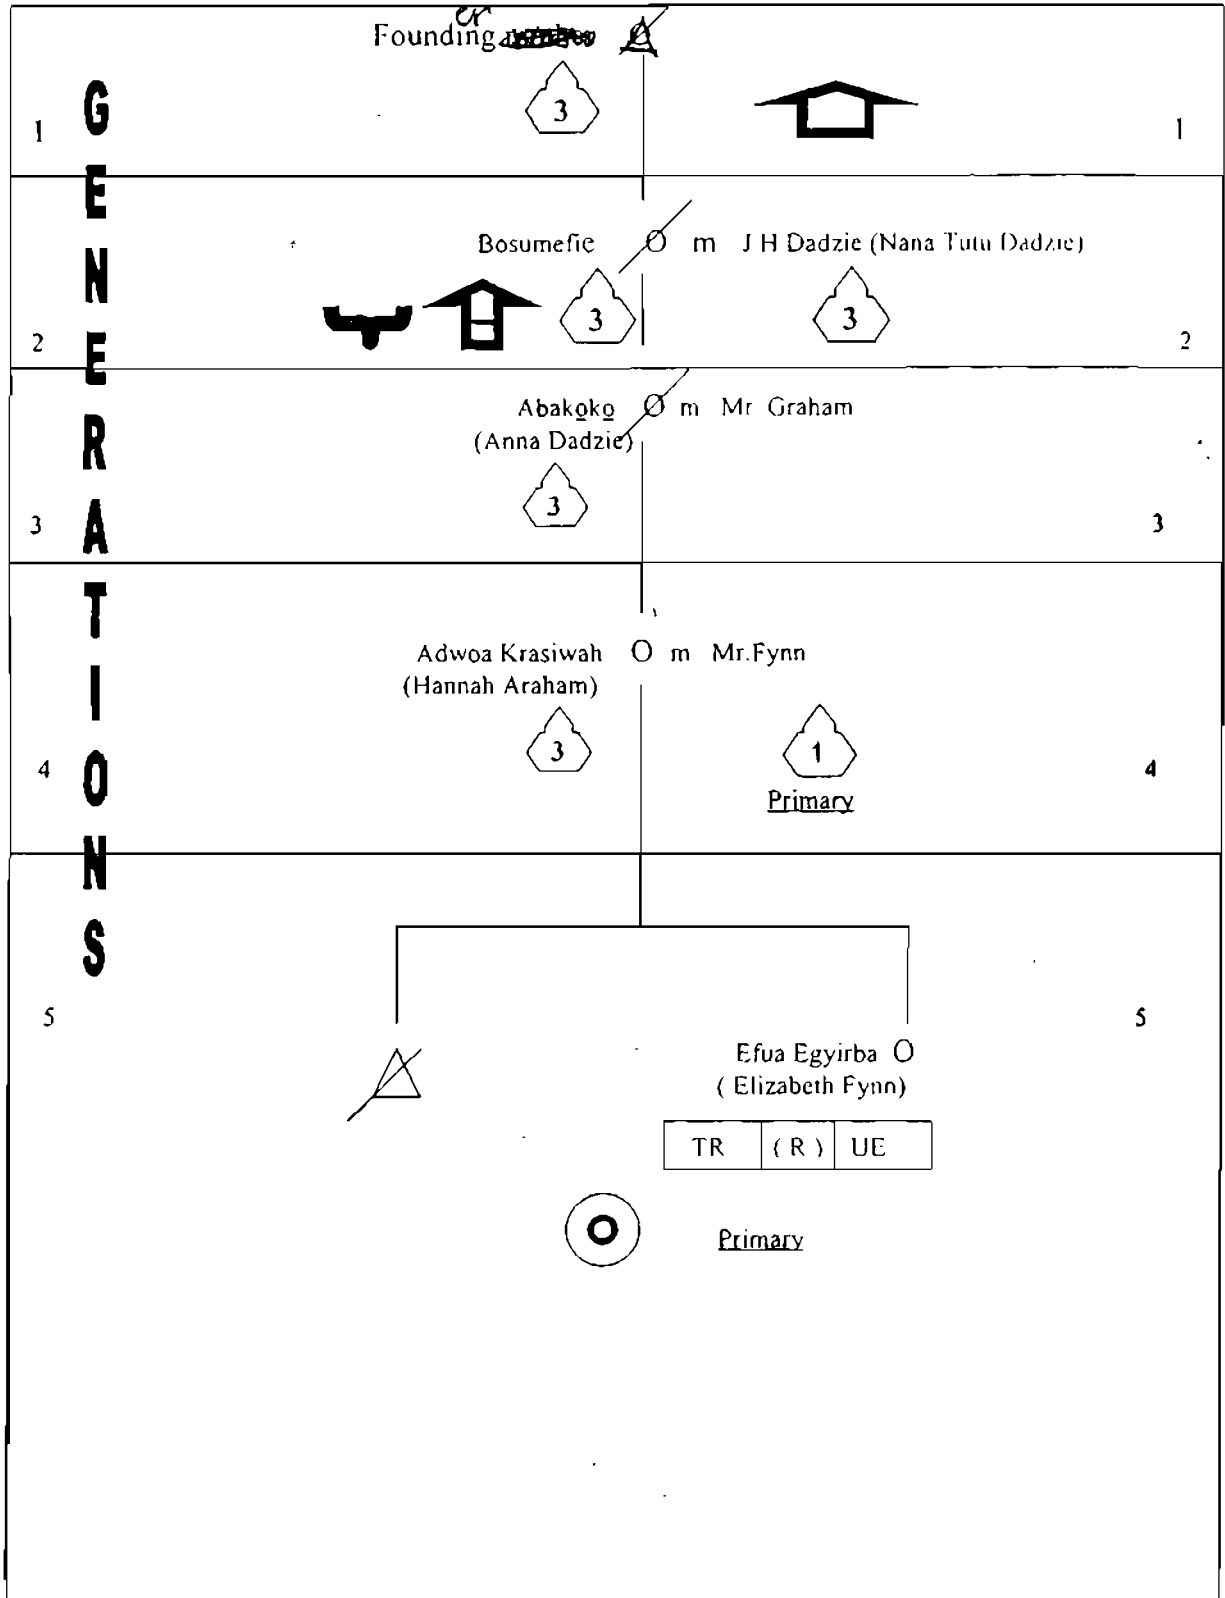 er
Founding
3
1
1
GENERATIONS
Bosumefie O m J H Dadzie (Nana Tutu Dadzie)
3
3
2
2
Abakọkọ O m Mr Graham
(Anna Dadzie)
3
3
3
Adwoa Krasiwah O m Mr.Fynn
(Hannah Araham)
3
1
4
4
Primary
5
5
Efua Egyirba O
( Elizabeth Fynn)
TR ( R ) UE
Primary